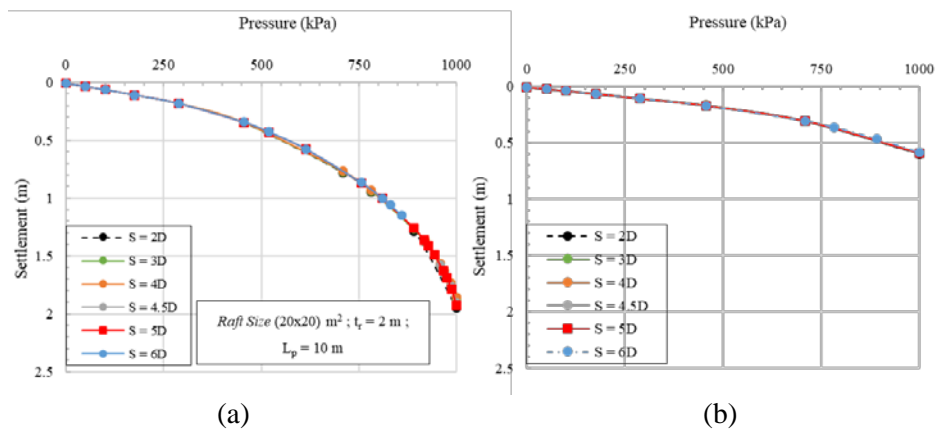 Pressure (kPa)
0 250 500 750 1000
0
0.5
1
1.5
2
2.5
Settlement (m)
S = 2D
S = 3D
S = 4D
S = 4.5D
S = 5D
S = 6D
Raft Size (20x20) m² ; tᵣ = 2 m ;
Lₚ = 10 m
(a)
Pressure (kPa)
0 250 500 750 1000
0
0.5
1
1.5
2
2.5
Settlement (m)
S = 2D
S = 3D
S = 4D
S = 4.5D
S = 5D
S = 6D
(b)